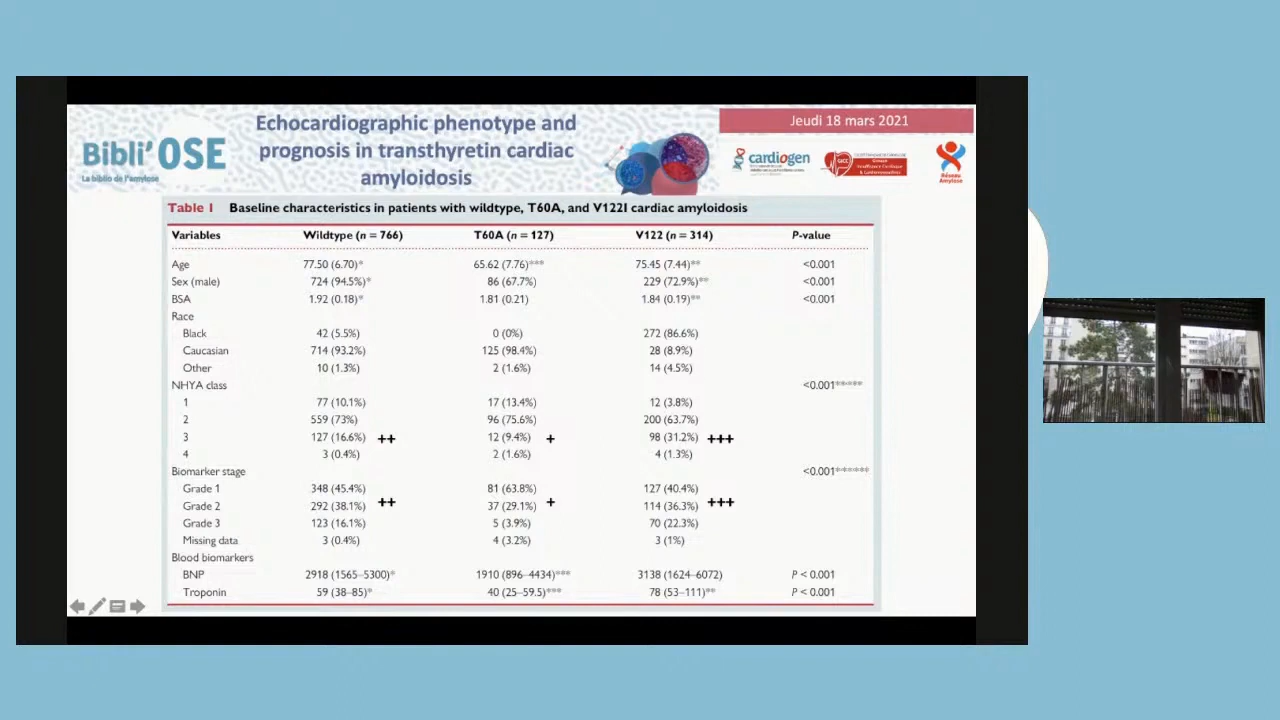 Bibli'OSE
La biblio de l'amylose
Echocardiographic phenotype and
prognosis in transthyretin cardiac
amyloidosis
Jeudi 18 mars 2021
cardiogen
GICC
Réseau
Amylose
Table 1 Baseline characteristics in patients with wildtype, T60A, and V122I cardiac amyloidosis
Variables Wildtype (n = 766) T60A (n = 127) V122 (n = 314) P-value
Age 77.50 (6.70)* 65.62 (7.76)*** 75.45 (7.44)** <0.001
Sex (male) 724 (94.5%)* 86 (67.7%) 229 (72.9%)** <0.001
BSA 1.92 (0.18)* 1.81 (0.21) 1.84 (0.19)** <0.001
Race
Black 42 (5.5%) 0 (0%) 272 (86.6%)
Caucasian 714 (93.2%) 125 (98.4%) 28 (8.9%)
Other 10 (1.3%) 2 (1.6%) 14 (4.5%)
NHYA class <0.001*****
1 77 (10.1%) 17 (13.4%) 12 (3.8%)
2 559 (73%) 96 (75.6%) 200 (63.7%)
3 127 (16.6%) ++ 12 (9.4%) + 98 (31.2%) +++
4 3 (0.4%) 2 (1.6%) 4 (1.3%)
Biomarker stage <0.001******
Grade 1 348 (45.4%) 81 (63.8%) 127 (40.4%)
Grade 2 292 (38.1%) ++ 37 (29.1%) + 114 (36.3%) +++
Grade 3 123 (16.1%) 5 (3.9%) 70 (22.3%)
Missing data 3 (0.4%) 4 (3.2%) 3 (1%)
Blood biomarkers
BNP 2918 (1565–5300)* 1910 (896–4434)*** 3138 (1624–6072) P < 0.001
Troponin 59 (38–85)* 40 (25–59.5)*** 78 (53–111)** P < 0.001